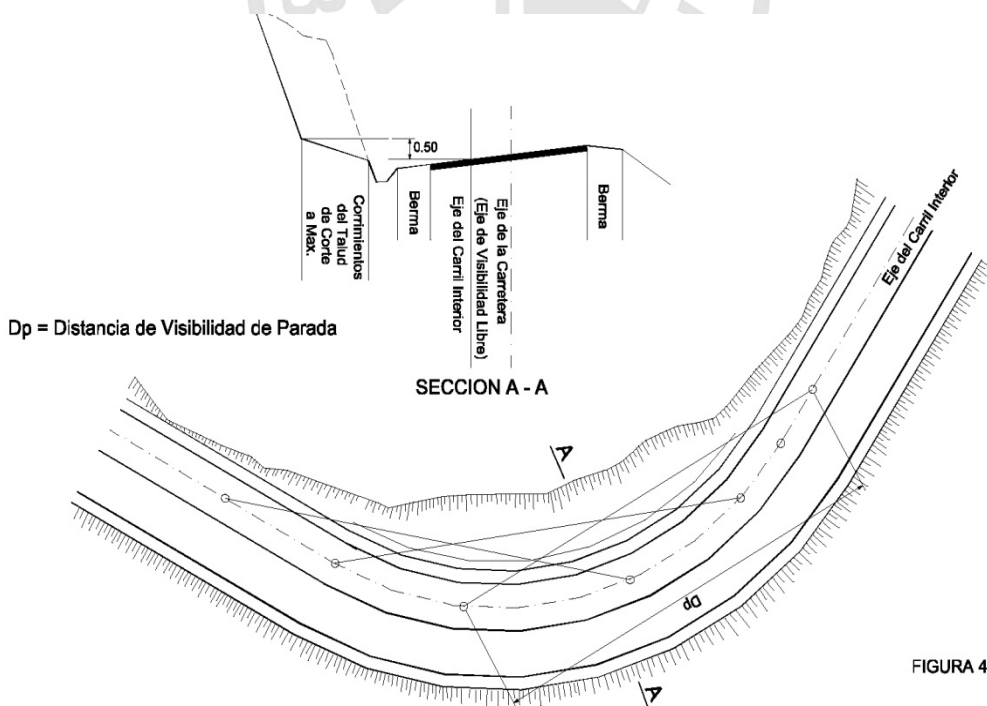 0.50
Corrimientos
del Talud
de Corte
a Max.
Berma
Eje del Carril Interior
(Eje de Visibilidad Libre)
Eje de la Carretera
Berma
SECCION A - A
Dp = Distancia de Visibilidad de Parada
Eje del Carril Interior
A
Dp
A
FIGURA 4